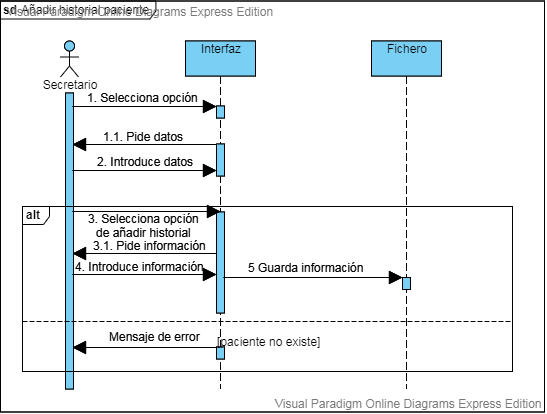 sd Añadir historial paciente
Visual Paradigm Online Diagrams Express Edition
Secretario
Interfaz
Fichero
1. Selecciona opción
1.1. Pide datos
2. Introduce datos
alt
3. Selecciona opción
de añadir historial
3.1. Pide información
4. Introduce información
5 Guarda información
Mensaje de error
[paciente no existe]
Visual Paradigm Online Diagrams Express Edition